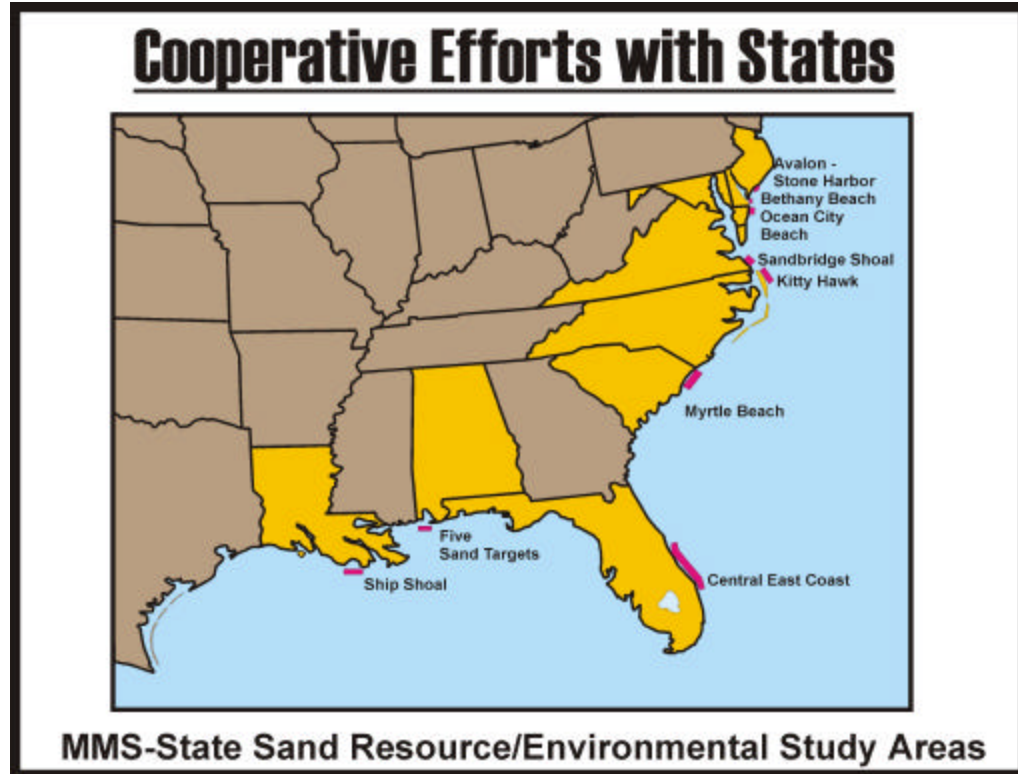 Cooperative Efforts with States
Avalon -
Stone Harbor
Bethany Beach
Ocean City
Beach
Sandbridge Shoal
Kitty Hawk
Myrtle Beach
Five
Sand Targets
Ship Shoal
Central East Coast
MMS-State Sand Resource/Environmental Study Areas